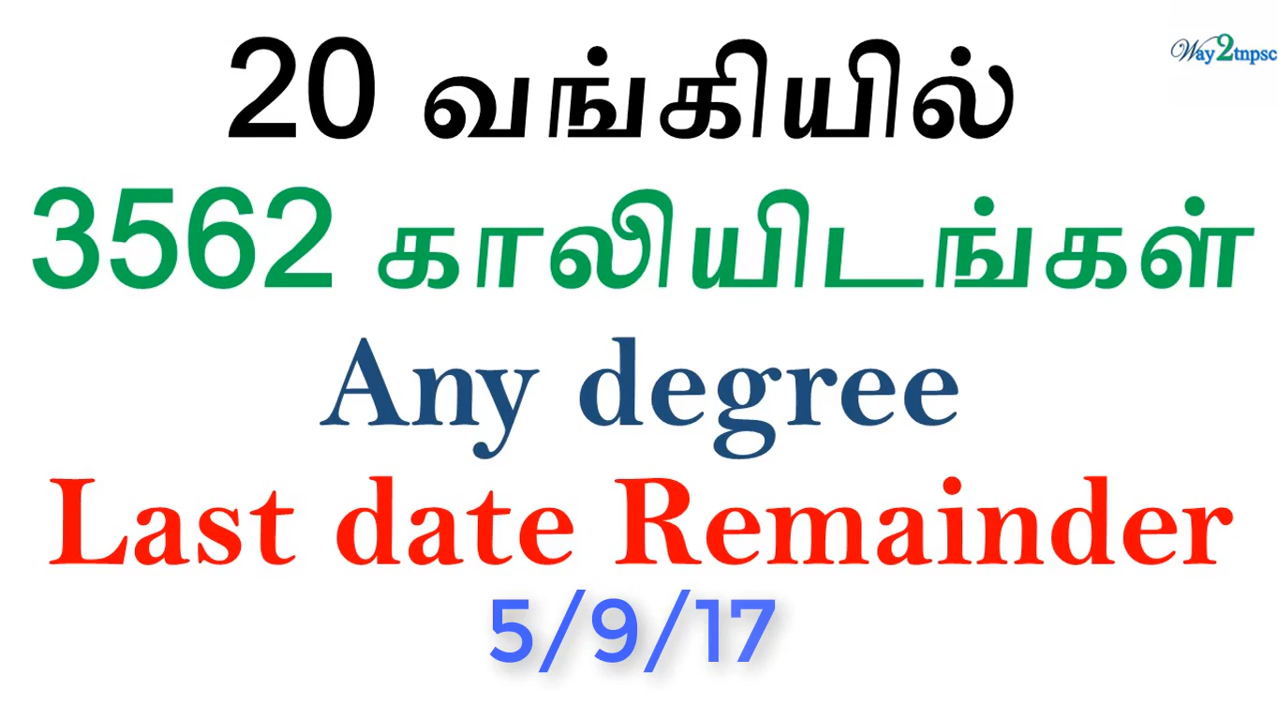 Way2tnpsc
20 வங்கியில்
3562 காலியிடங்கள்
Any degree
Last date Remainder
5/9/17